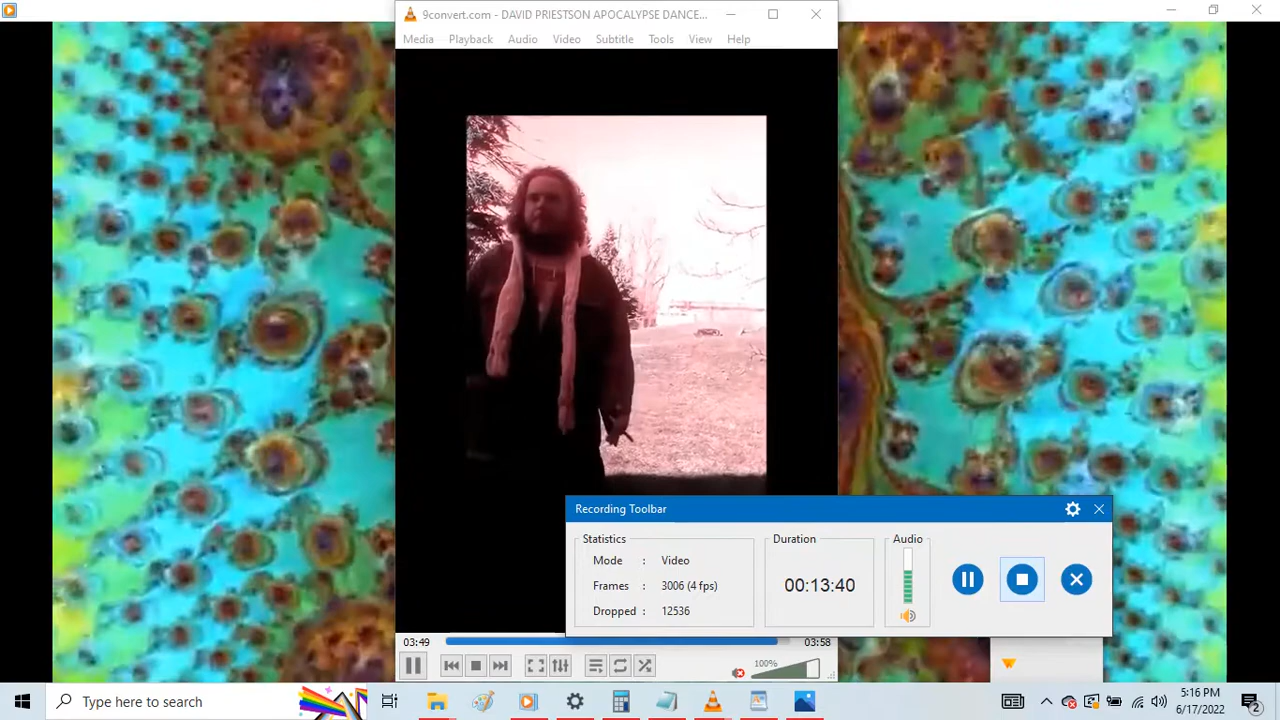 9convert.com - DAVID PRIESTSON APOCALYPSE DANCE...
Media Playback Audio Video Subtitle Tools View Help
Recording Toolbar
Statistics
Mode : Video
Frames : 3006 (4 fps)
Dropped : 12536
Duration
00:13:40
Audio
03:49
03:58
100%
Type here to search
5:16 PM
6/17/2022
2